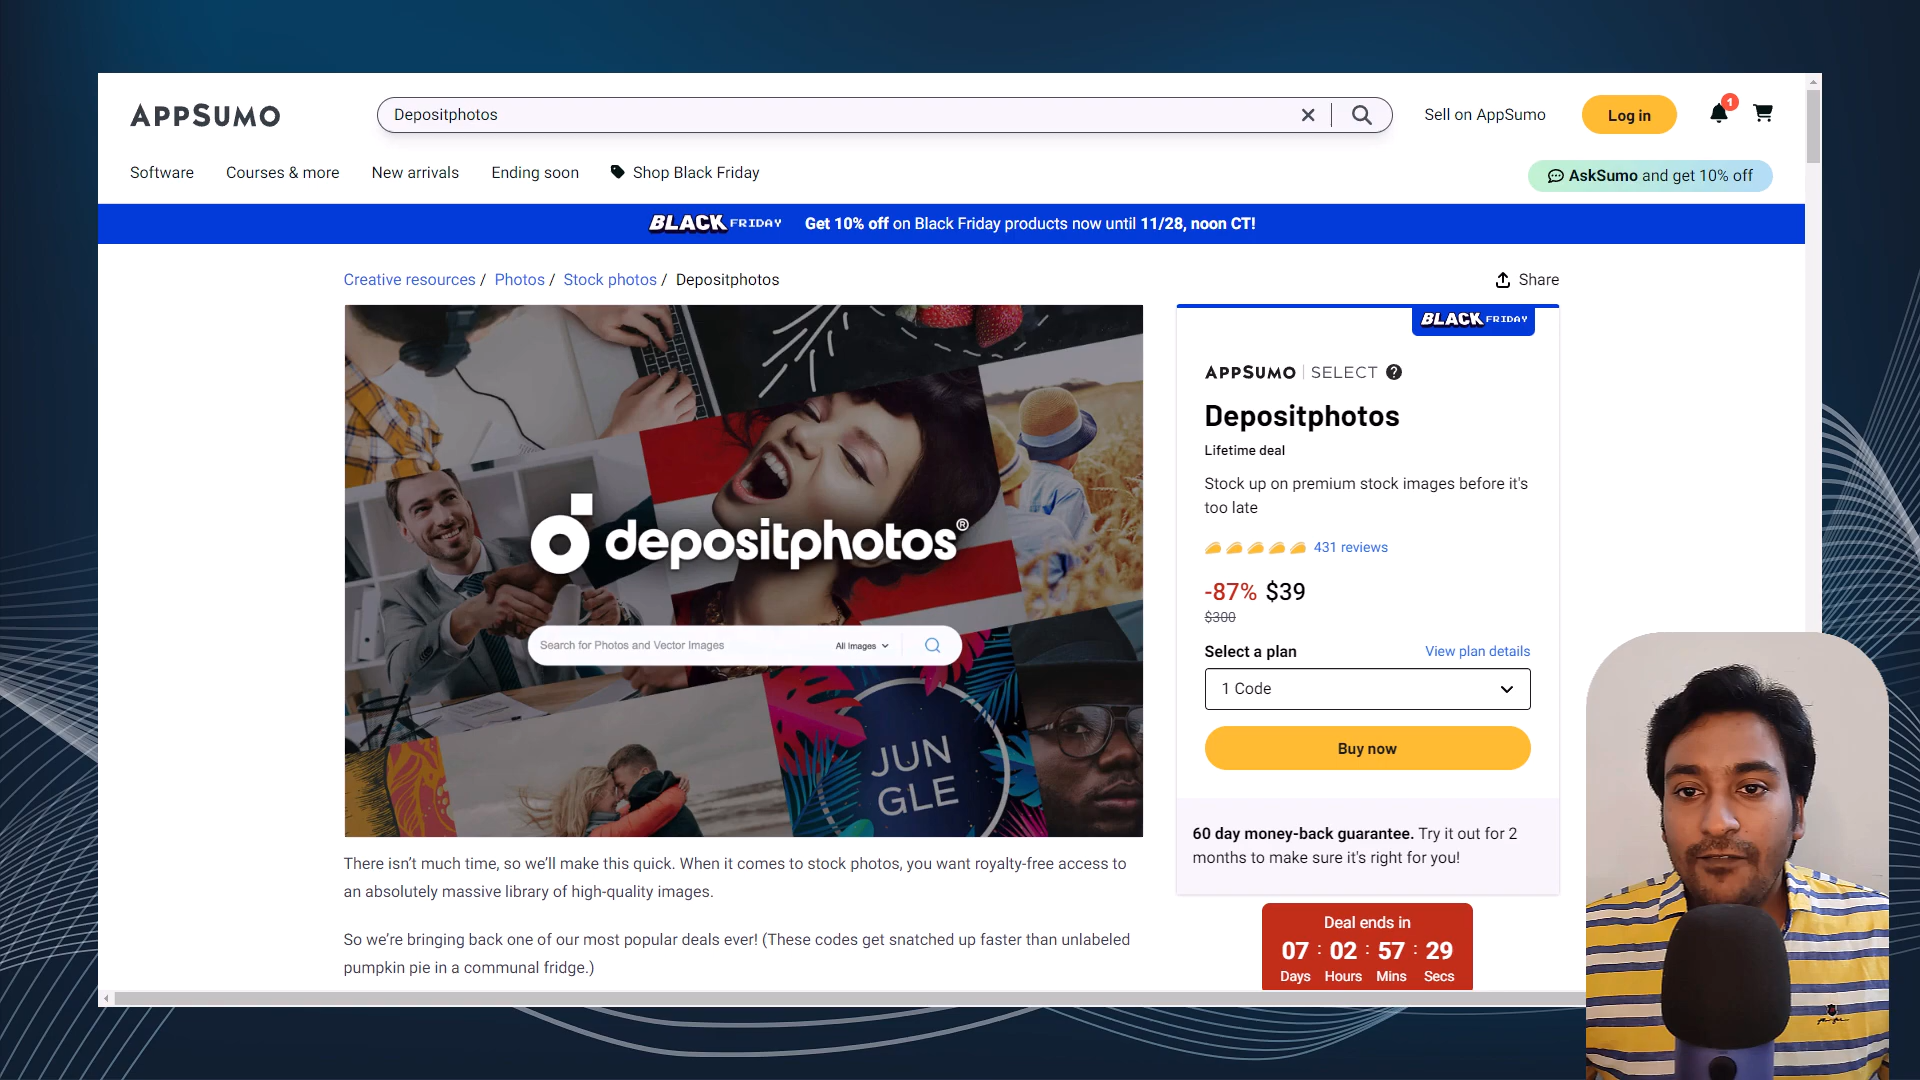 APPSUMO
Depositphotos
Sell on AppSumo
Log in
1
Software
Courses & more
New arrivals
Ending soon
Shop Black Friday
AskSumo and get 10% off
BLACK FRIDAY
Get 10% off on Black Friday products now until 11/28, noon CT!
Creative resources / Photos / Stock photos / Depositphotos
Share
depositphotos®
Search for Photos and Vector Images
All Images
JUN
GLE
BLACK FRIDAY
APPSUMO | SELECT ?
Depositphotos
Lifetime deal
Stock up on premium stock images before it's
too late
431 reviews
-87% $39
$300
Select a plan
View plan details
1 Code
Buy now
60 day money-back guarantee. Try it out for 2
months to make sure it's right for you!
Deal ends in
07 : 02 : 57 : 29
Days Hours Mins Secs
There isn’t much time, so we’ll make this quick. When it comes to stock photos, you want royalty-free access to
an absolutely massive library of high-quality images.
So we’re bringing back one of our most popular deals ever! (These codes get snatched up faster than unlabeled
pumpkin pie in a communal fridge.)